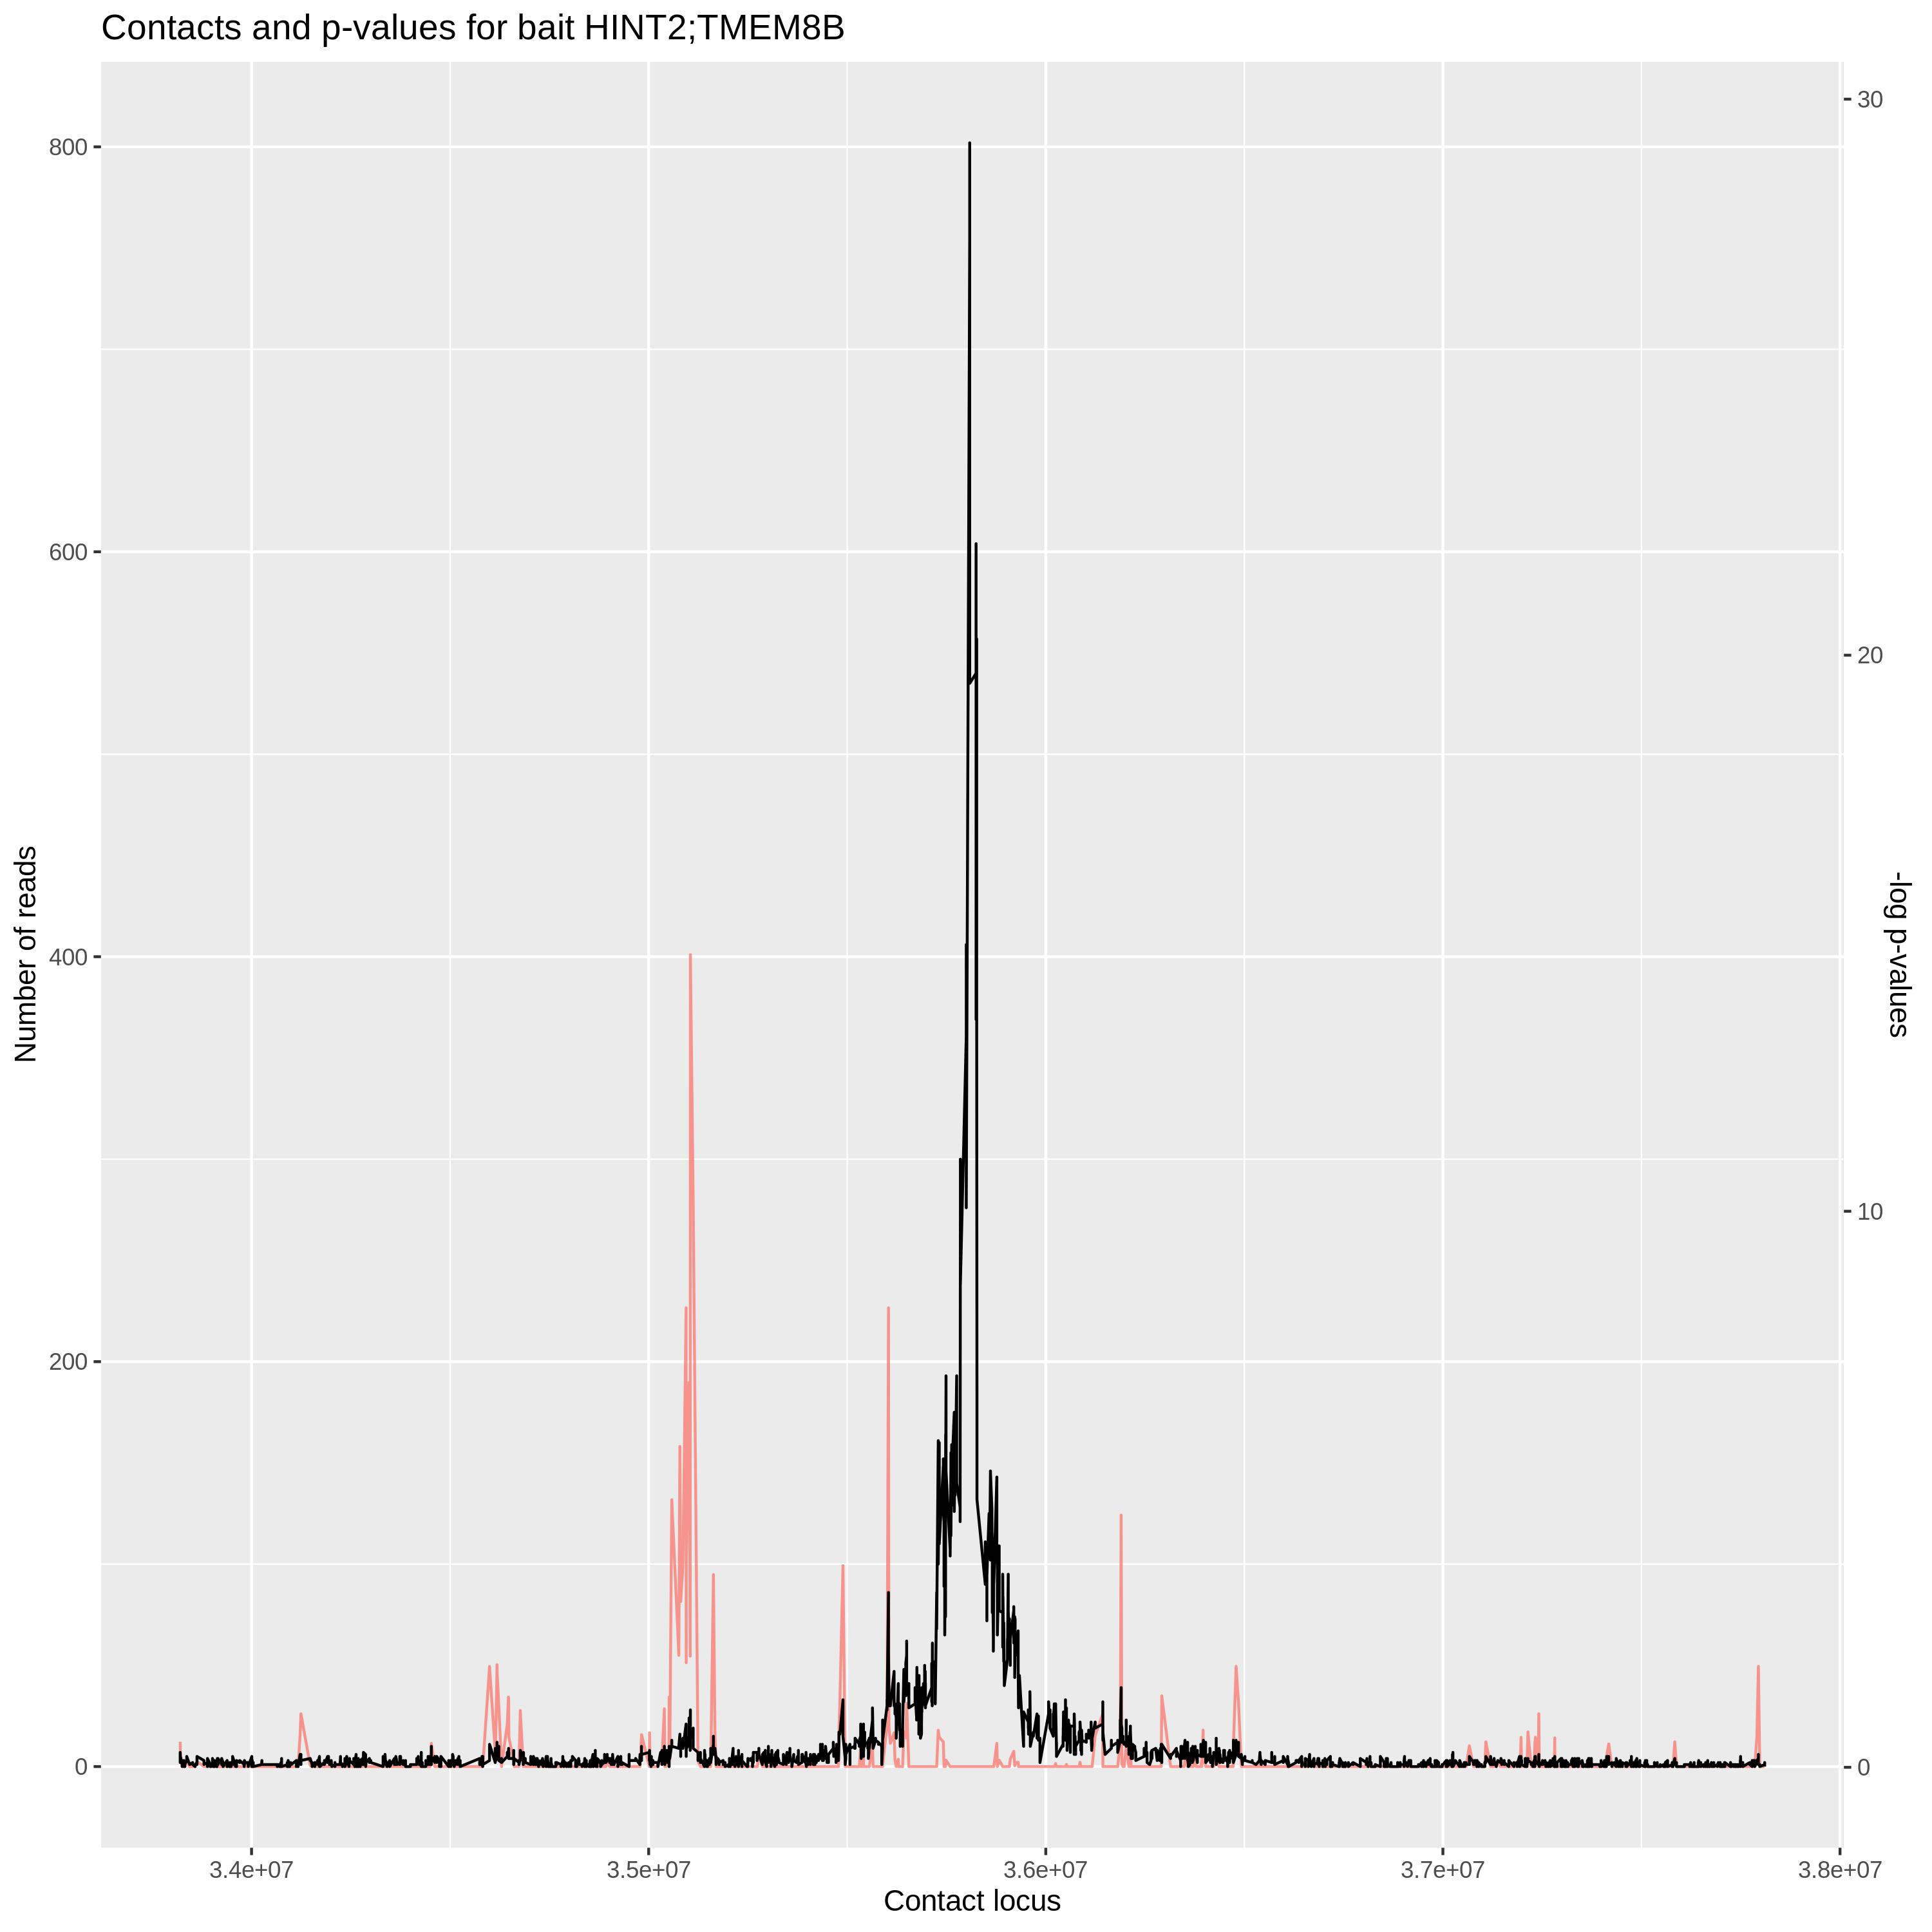 Contacts and p-values for bait HINT2;TMEM8B
Number of reads
800
600
400
200
0
30
20
10
0
-log p-values
3.4e+07
3.5e+07
3.6e+07
3.7e+07
3.8e+07
Contact locus